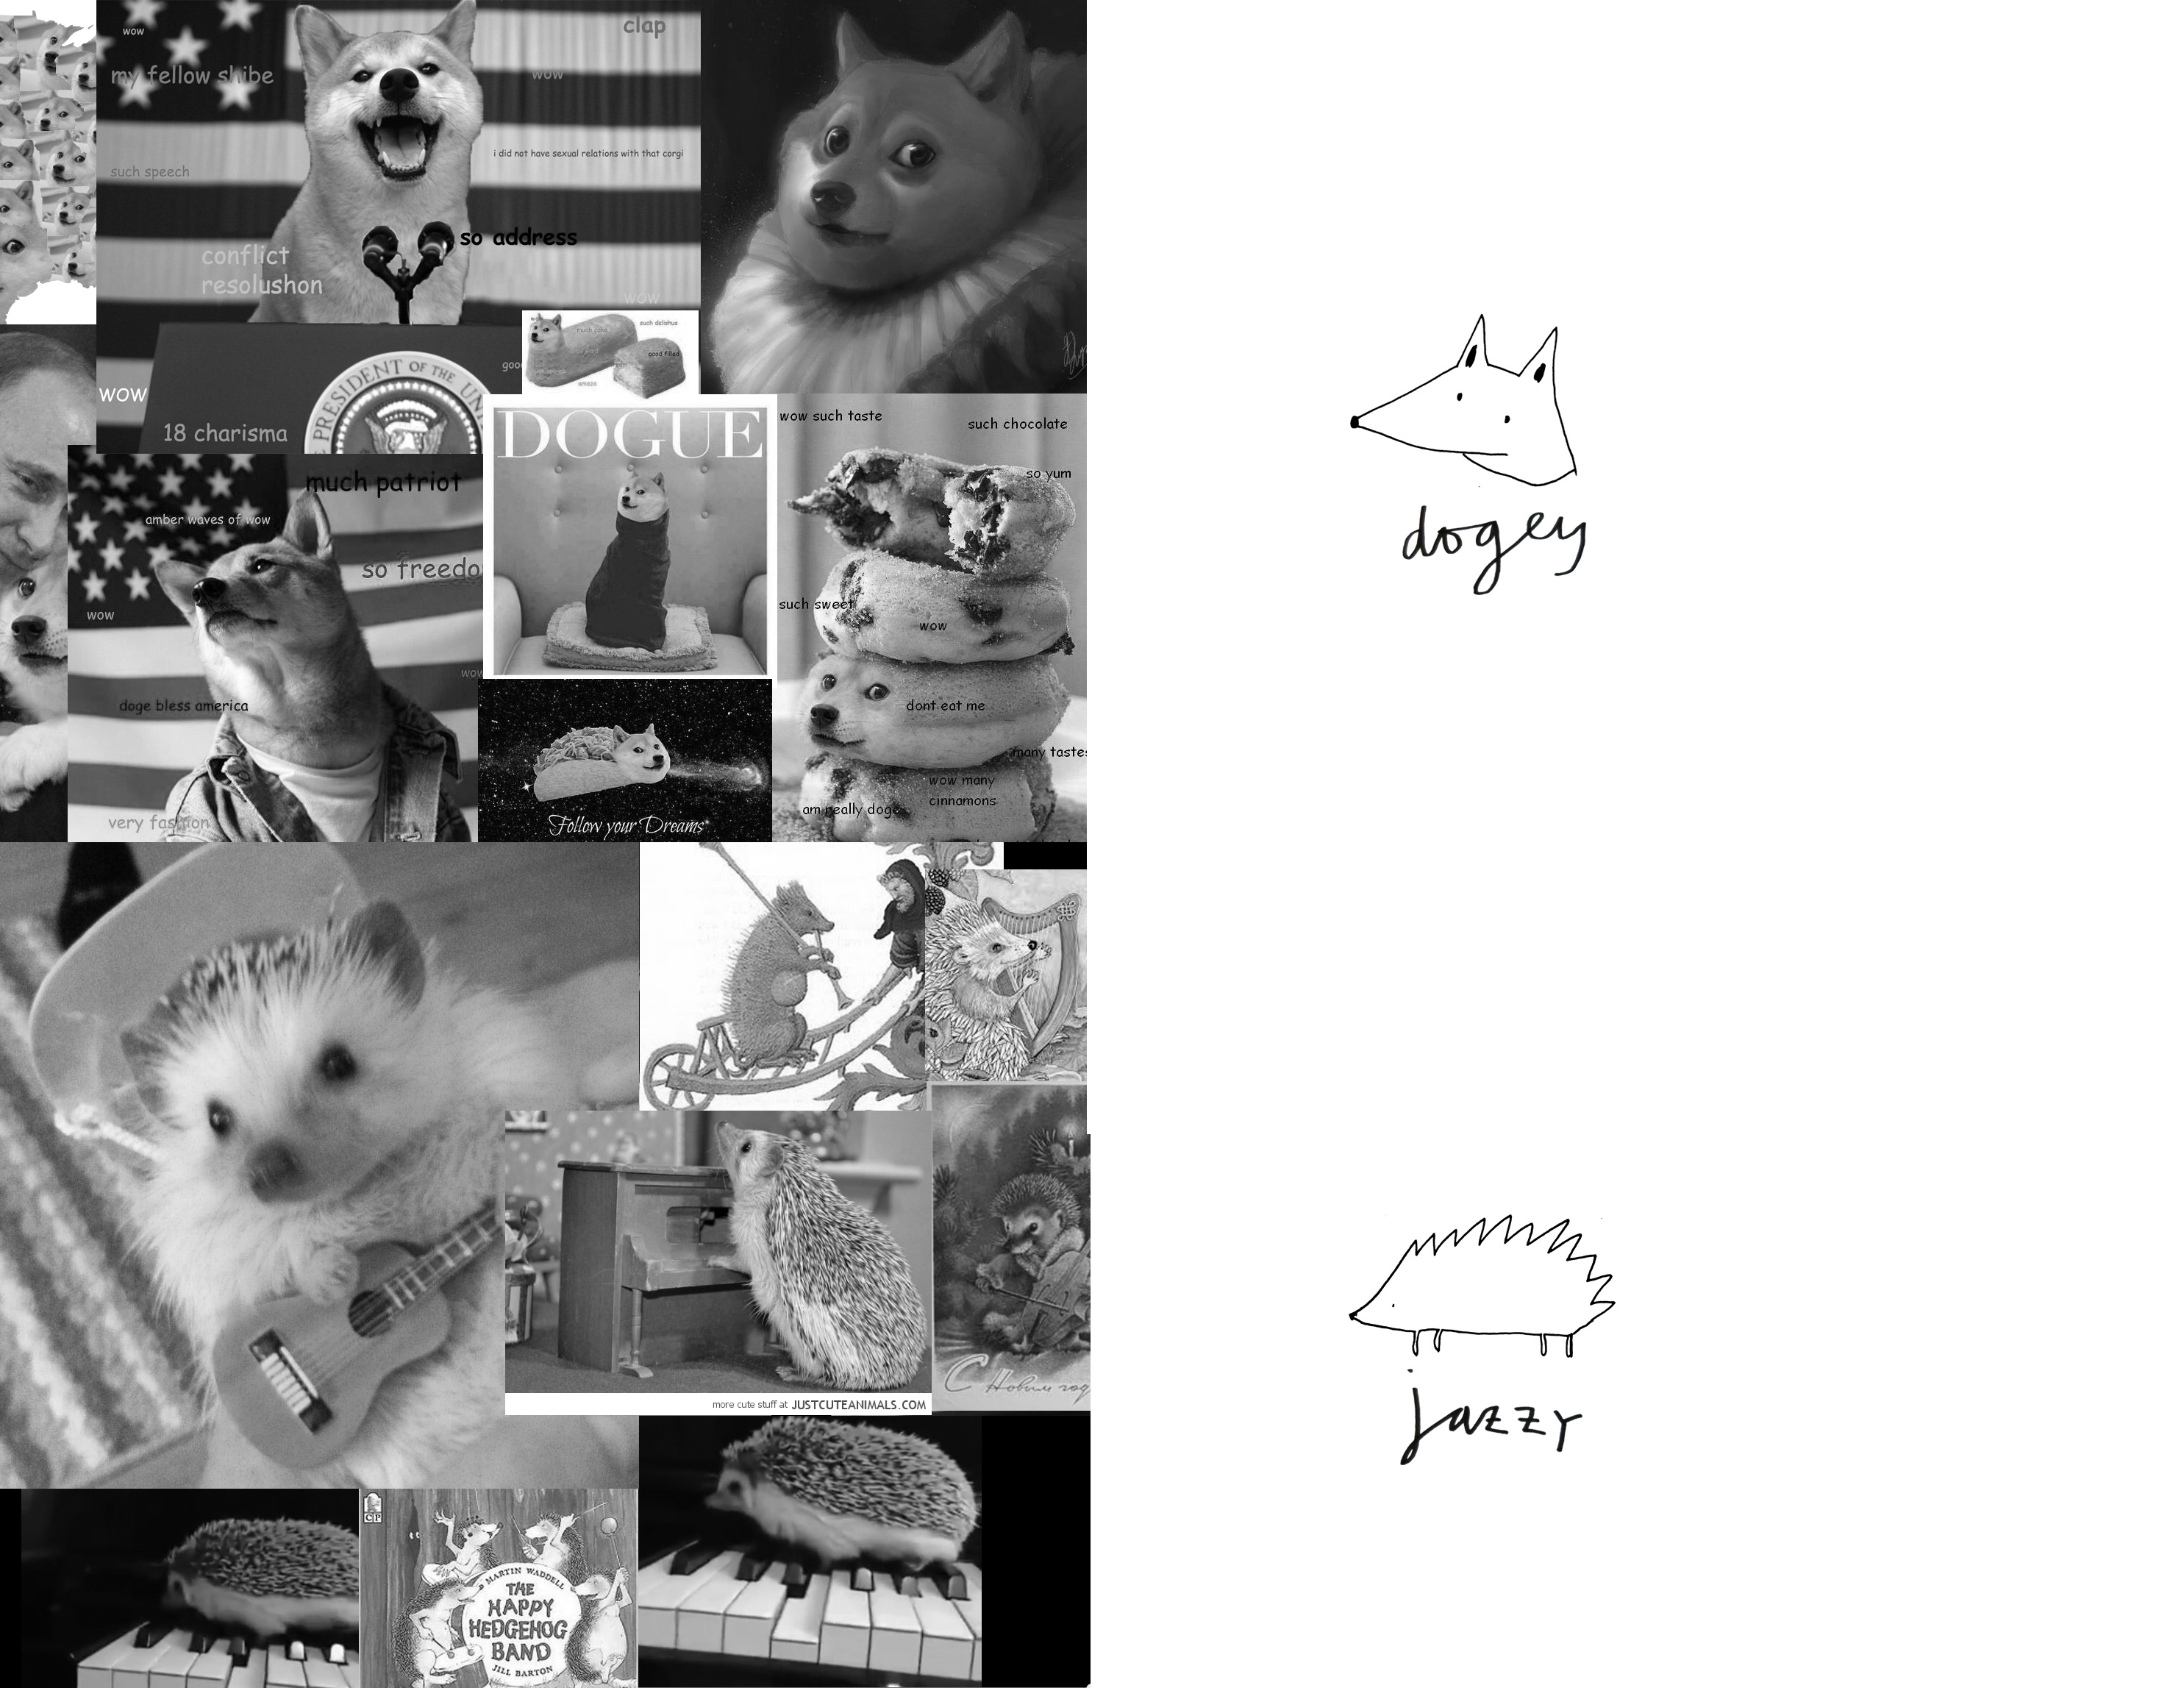 wow
clap
my fellow shibe
wow
i did not have sexual relations with that corgi
such speech
so address
conflict
resolushon
wow
much cake
such delishus
good filled
amaze
goo
wow
18 charisma
PRESIDENT OF THE UN
DOGUE
wow such taste
such chocolate
so yum
such sweet
wow
dont eat me
many tastes
wow many
cinnamons
am really doge
much patriot
amber waves of wow
so freedo
wow
wow
doge bless america
very fashion
Follow your Dreams
dogey
more cute stuff at JUSTCUTEANIMALS.COM
С Новым год
jazzy
CP
MARTIN WADDELL
THE
HAPPY
HEDGEHOG
BAND
JILL BARTON